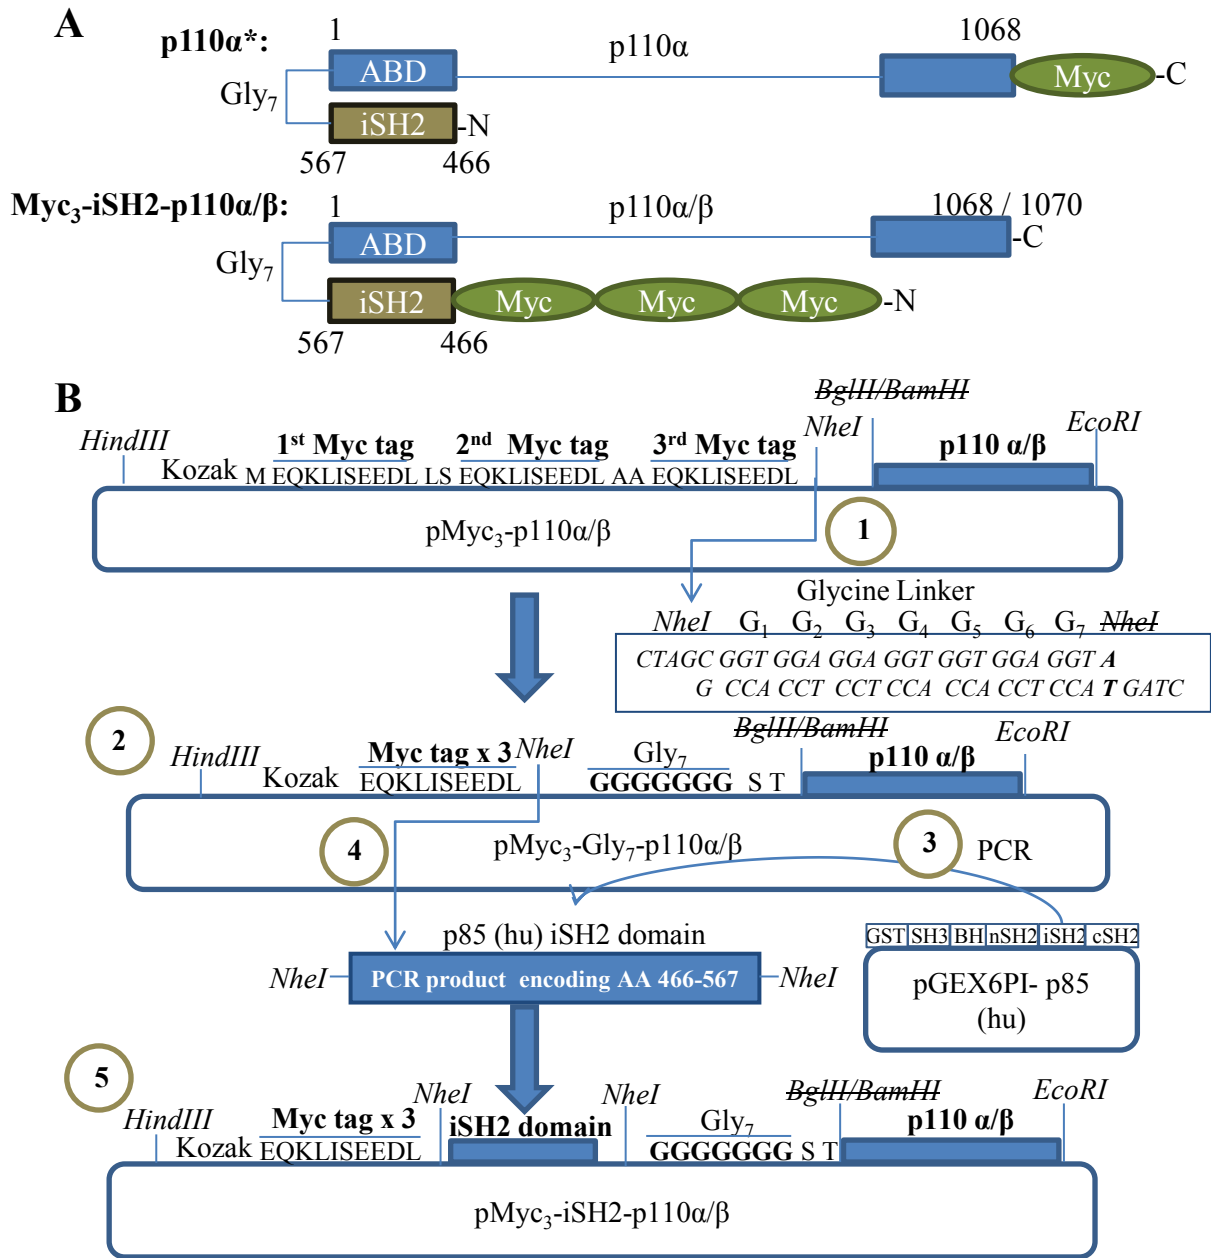 A
p110α*:
1
p110α
1068
ABD
Myc
-C
Gly7
iSH2
-N
567
466
Myc3-iSH2-p110α/β:
1
p110α/β
1068 / 1070
ABD
-C
Gly7
iSH2
Myc
Myc
Myc
-N
567
466
B
BglII/BamHI
HindIII
1st Myc tag
2nd Myc tag
3rd Myc tag
NheI
p110 α/β
EcoRI
Kozak
M EQKLISEEDL LS EQKLISEEDL AA EQKLISEEDL
pMyc3-p110α/β
1
Glycine Linker
NheI G1 G2 G3 G4 G5 G6 G7 NheI
CTAGC GGT GGA GGA GGT GGT GGA GGT A
G CCA CCT CCT CCA CCA CCT CCA T GATC
2
HindIII
Kozak
Myc tag x 3
EQKLISEEDL
NheI
Gly7
GGGGGGG S T
BglII/BamHI
p110 α/β
EcoRI
4
pMyc3-Gly7-p110α/β
3
PCR
p85 (hu) iSH2 domain
GST SH3 BH nSH2 iSH2 cSH2
NheI
PCR product encoding AA 466-567
NheI
pGEX6PI- p85
(hu)
5
HindIII
Kozak
Myc tag x 3
EQKLISEEDL
NheI
iSH2 domain
NheI
Gly7
GGGGGGG S T
BglII/BamHI
p110 α/β
EcoRI
pMyc3-iSH2-p110α/β